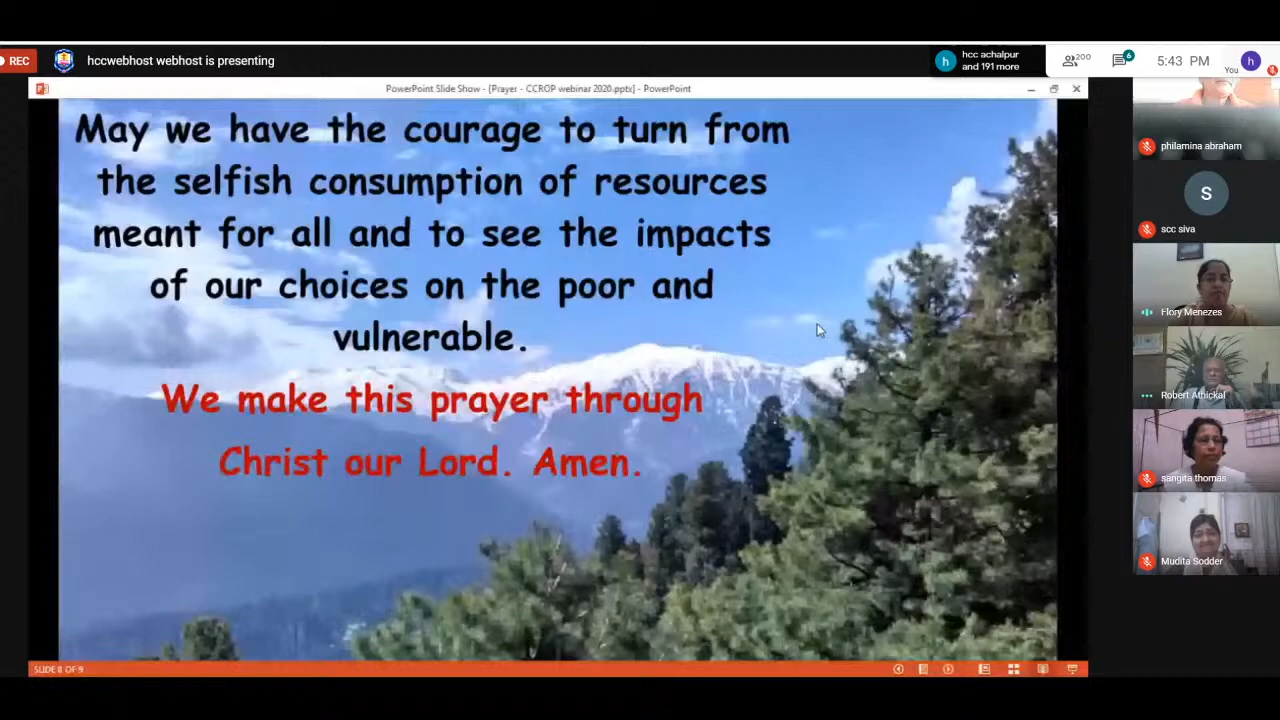 REC
hccwebhost webhost is presenting
hcc achalpur
and 191 more
h
200
6
5:43 PM
You
h
PowerPoint Slide Show - [Prayer - CCROP webinar 2020.pptx] - PowerPoint
May we have the courage to turn from
the selfish consumption of resources
meant for all and to see the impacts
of our choices on the poor and
vulnerable.
We make this prayer through
Christ our Lord. Amen.
SLIDE 8 OF 9
philamina abraham
S
scc siva
Flory Menezes
Robert Athickal
sangita thomas
Mudita Sodder